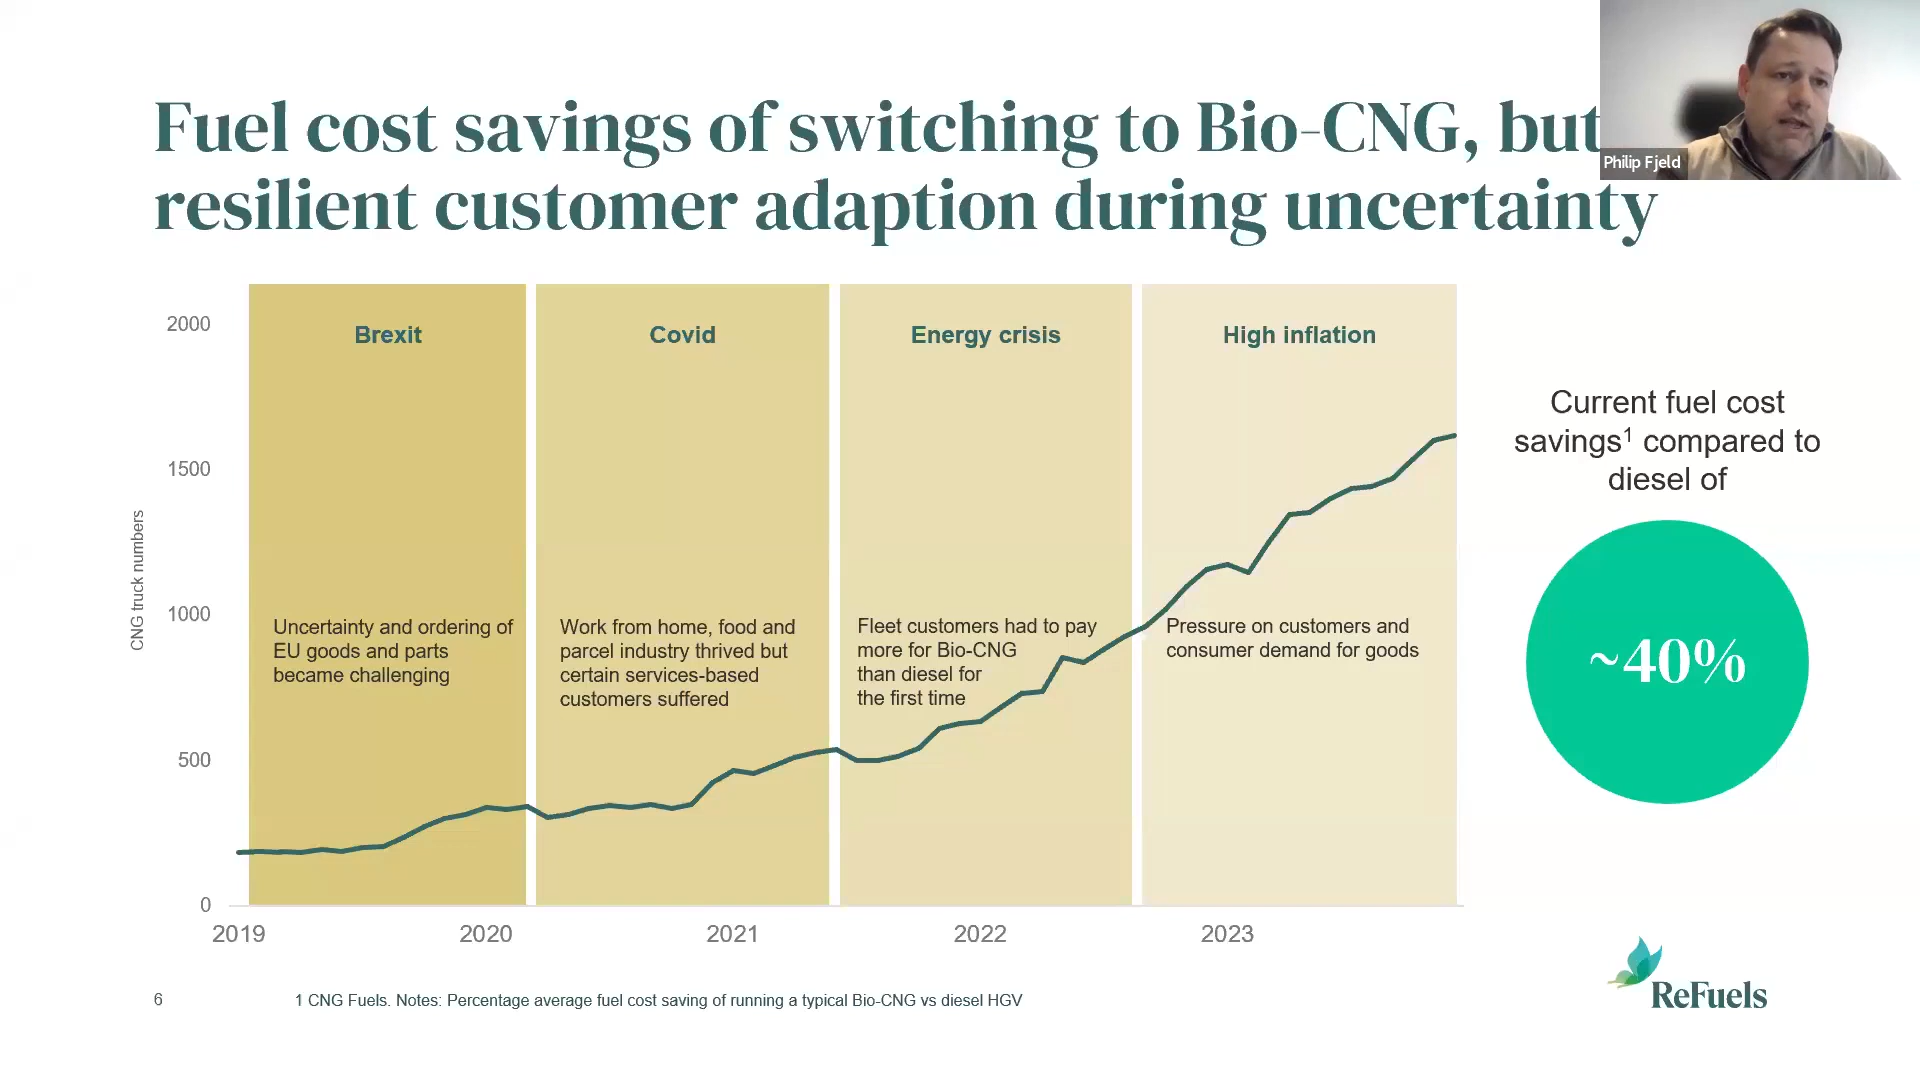 Fuel cost savings of switching to Bio-CNG, but
resilient customer adaption during uncertainty
Philip Fjeld
CNG truck numbers
2000
1500
1000
500
0
Brexit
Uncertainty and ordering of
EU goods and parts
became challenging
Covid
Work from home, food and
parcel industry thrived but
certain services-based
customers suffered
Energy crisis
Fleet customers had to pay
more for Bio-CNG
than diesel for
the first time
High inflation
Pressure on customers and
consumer demand for goods
2019
2020
2021
2022
2023
Current fuel cost
savings¹ compared to
diesel of
~40%
6
1 CNG Fuels. Notes: Percentage average fuel cost saving of running a typical Bio-CNG vs diesel HGV
ReFuels